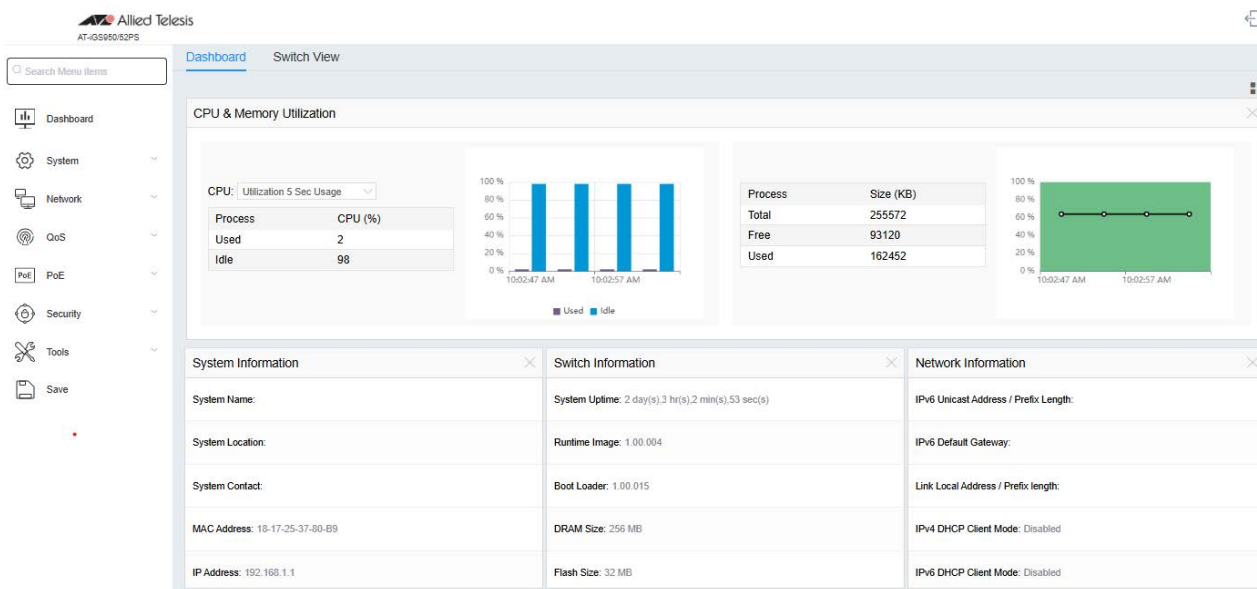 Allied Telesis
AT-iGS950/52PS
Search Menu items
Dashboard
System
Network
QoS
PoE PoE
Security
Tools
Save
Dashboard Switch View
CPU & Memory Utilization
CPU: Utilization 5 Sec Usage
Process CPU (%)
Used 2
Idle 98
100 %
80 %
60 %
40 %
20 %
0 %
10:02:47 AM 10:02:57 AM
Used Idle
Process Size (KB)
Total 255572
Free 93120
Used 162452
100 %
80 %
60 %
40 %
20 %
0 %
10:02:47 AM 10:02:57 AM
System Information
System Name:
System Location:
System Contact:
MAC Address: 18-17-25-37-80-B9
IP Address: 192.168.1.1
Switch Information
System Uptime: 2 day(s),3 hr(s),2 min(s),53 sec(s)
Runtime Image: 1.00.004
Boot Loader: 1.00.015
DRAM Size: 256 MB
Flash Size: 32 MB
Network Information
IPv6 Unicast Address / Prefix Length:
IPv6 Default Gateway:
Link Local Address / Prefix length:
IPv4 DHCP Client Mode: Disabled
IPv6 DHCP Client Mode: Disabled